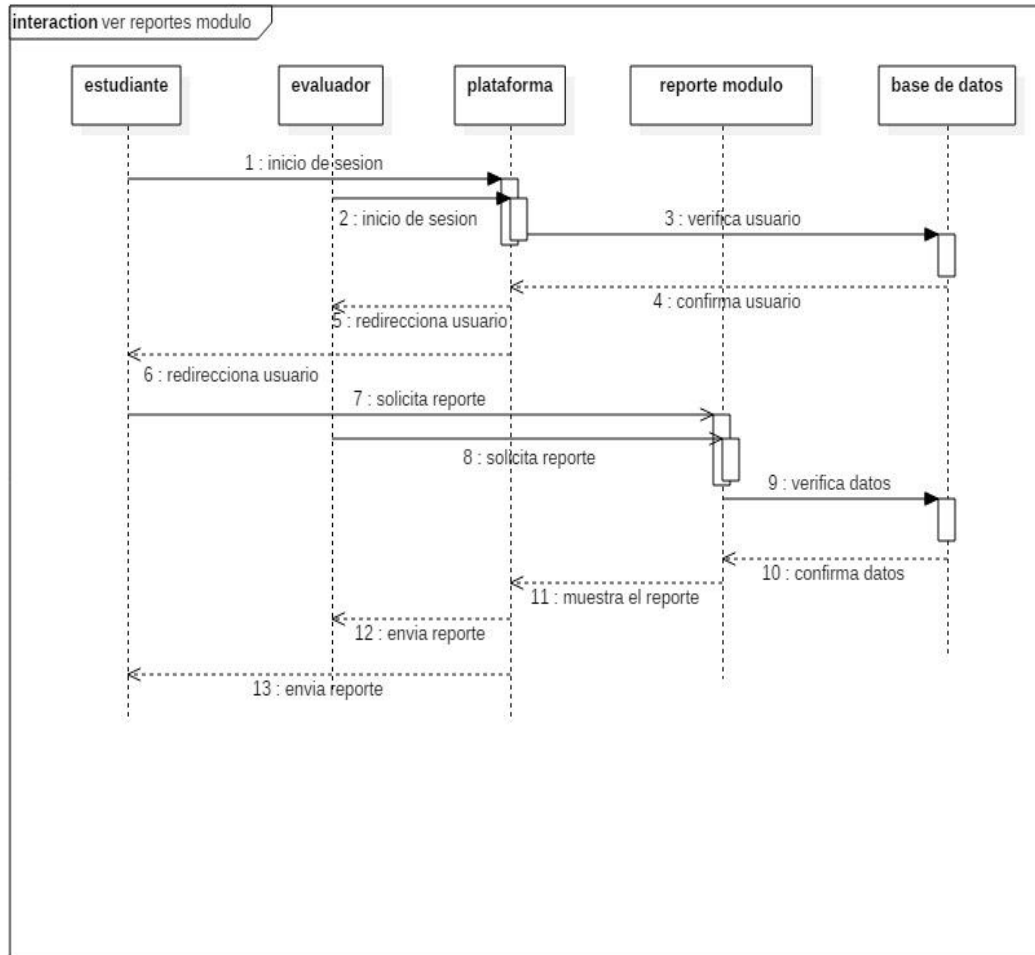 interaction ver reportes modulo
estudiante
evaluador
plataforma
reporte modulo
base de datos
1 : inicio de sesion
2 : inicio de sesion
3 : verifica usuario
4 : confirma usuario
5 : redirecciona usuario
6 : redirecciona usuario
7 : solicita reporte
8 : solicita reporte
9 : verifica datos
10 : confirma datos
11 : muestra el reporte
12 : envia reporte
13 : envia reporte